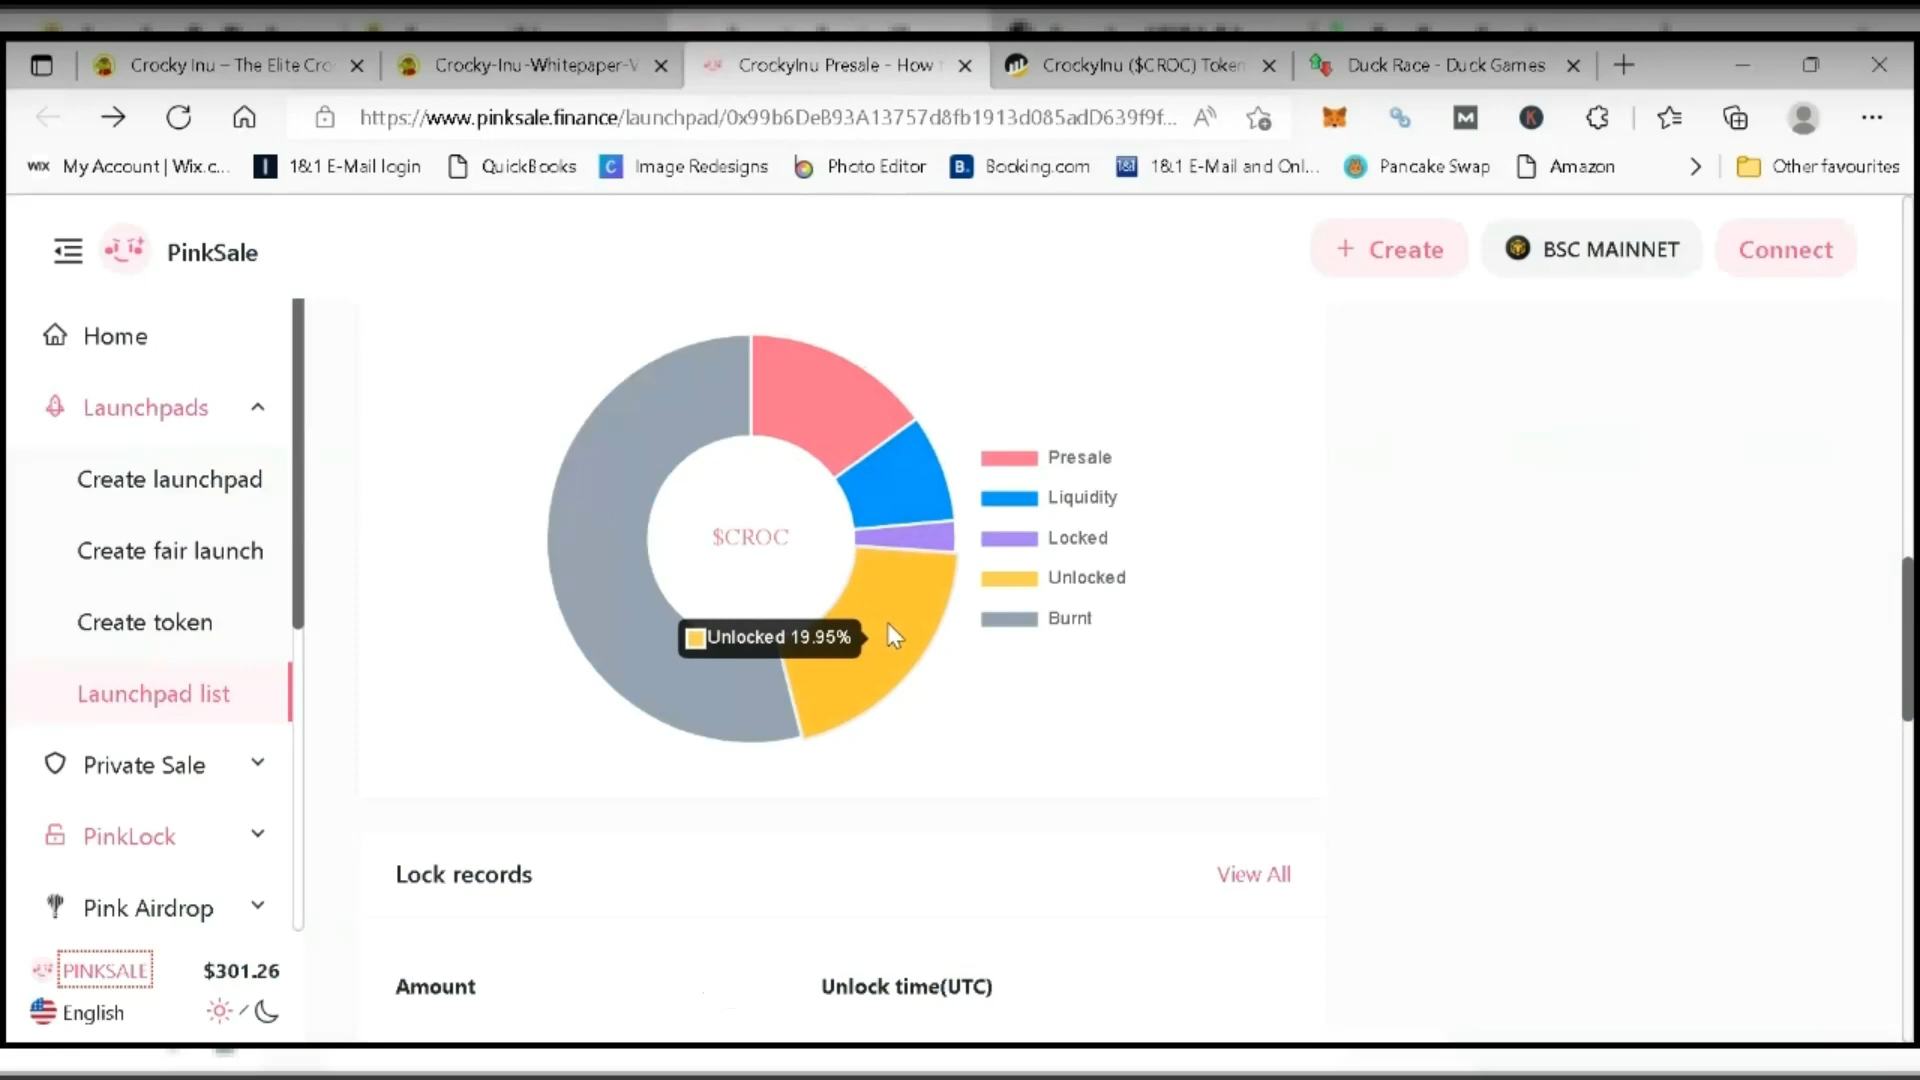 Crocky Inu – The Elite Cro
Crocky-Inu-Whitepaper-V
CrockyInu Presale - How
CrockyInu ($CROC) Token
Duck Race - Duck Games
https://www.pinksale.finance/launchpad/0x99b6DeB93A13757d8fb1913d085adD639f9f...
WIX My Account | Wix.c...
1&1 E-Mail login
QuickBooks
C Image Redesigns
Photo Editor
B. Booking.com
1&1 1&1 E-Mail and Onl...
Pancake Swap
Amazon
Other favourites
PinkSale
+ Create
BSC MAINNET
Connect
Home
Launchpads
Create launchpad
Create fair launch
Create token
Launchpad list
Private Sale
PinkLock
Pink Airdrop
PINKSALE
$301.26
English
$CROC
Unlocked 19.95%
Presale
Liquidity
Locked
Unlocked
Burnt
Lock records
View All
Amount
Unlock time(UTC)